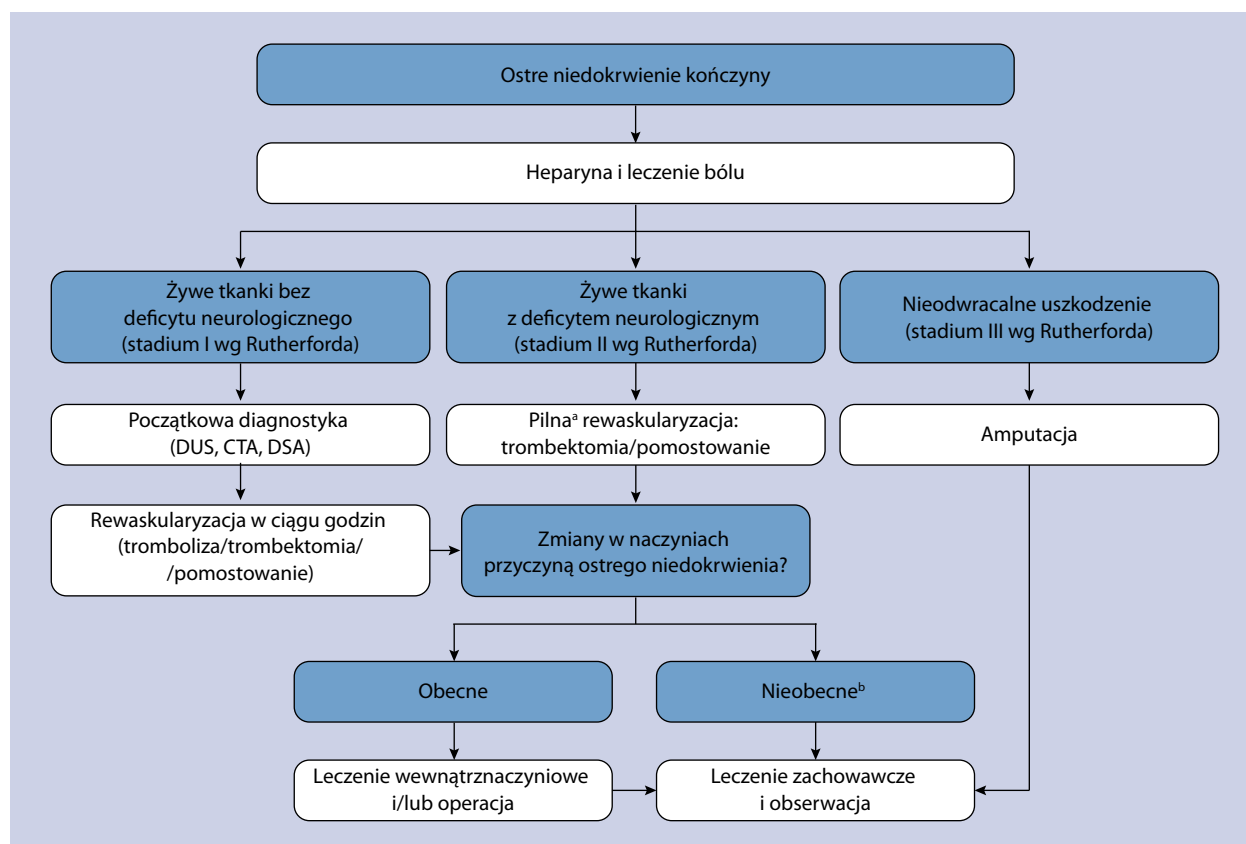 Ostre niedokrwienie kończyny
Heparyna i leczenie bólu
Żywe tkanki bez
deficytu neurologicznego
(stadium I wg Rutherforda)
Żywe tkanki
z deficytem neurologicznym
(stadium II wg Rutherforda)
Nieodwracalne uszkodzenie
(stadium III wg Rutherforda)
Początkowa diagnostyka
(DUS, CTA, DSA)
Pilnaᵃ rewaskularyzacja:
trombektomia/pomostowanie
Amputacja
Rewaskularyzacja w ciągu godzin
(tromboliza/trombektomia/
/pomostowanie)
Zmiany w naczyniach
przyczyną ostrego niedokrwienia?
Obecne
Nieobecneᵇ
Leczenie wewnątrznaczyniowe
i/lub operacja
Leczenie zachowawcze
i obserwacja